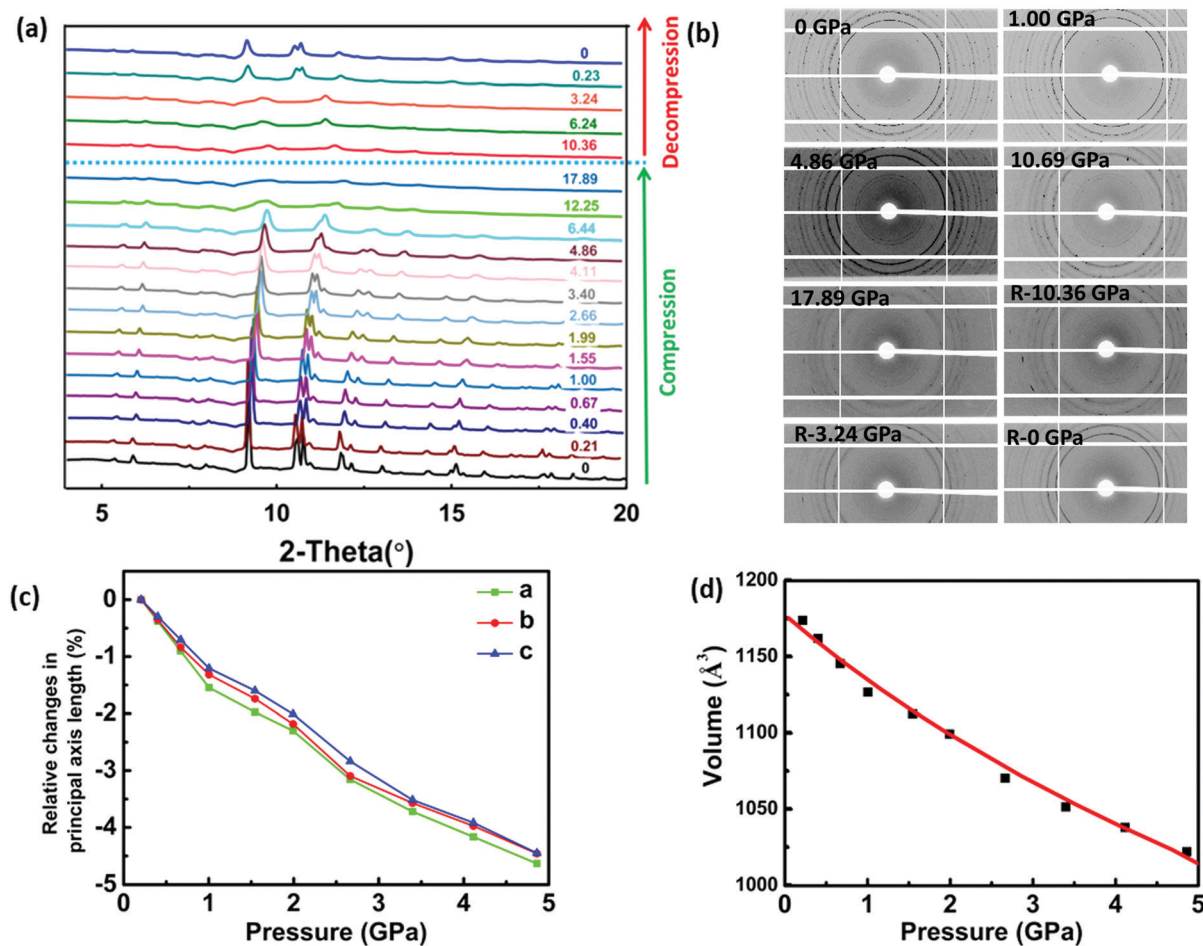 (a)
0
0.23
3.24
6.24
10.36
17.89
12.25
6.44
4.86
4.11
3.40
2.66
1.99
1.55
1.00
0.67
0.40
0.21
0
Decompression
Compression
5 10 15 20
2-Theta(°)
(b)
0 GPa 1.00 GPa
4.86 GPa 10.69 GPa
17.89 GPa R-10.36 GPa
R-3.24 GPa R-0 GPa
(c)
a
b
c
0
-1
-2
-3
-4
-5
Relative changes in
principal axis length (%)
0 1 2 3 4 5
Pressure (GPa)
(d)
1200
1150
1100
1050
1000
Volume (Å³)
0 1 2 3 4 5
Pressure (GPa)